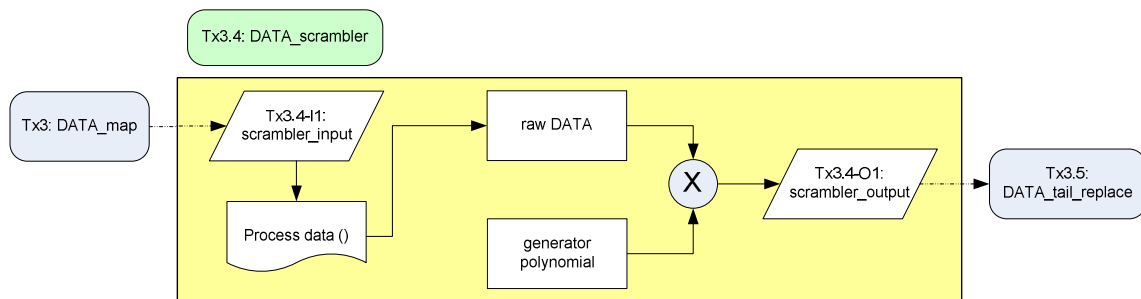 Tx3.4: DATA_scrambler
Tx3: DATA_map
Tx3.4-I1:
scrambler_input
raw DATA
X
Tx3.4-O1:
scrambler_output
Tx3.5:
DATA_tail_replace
Process data ()
generator
polynomial